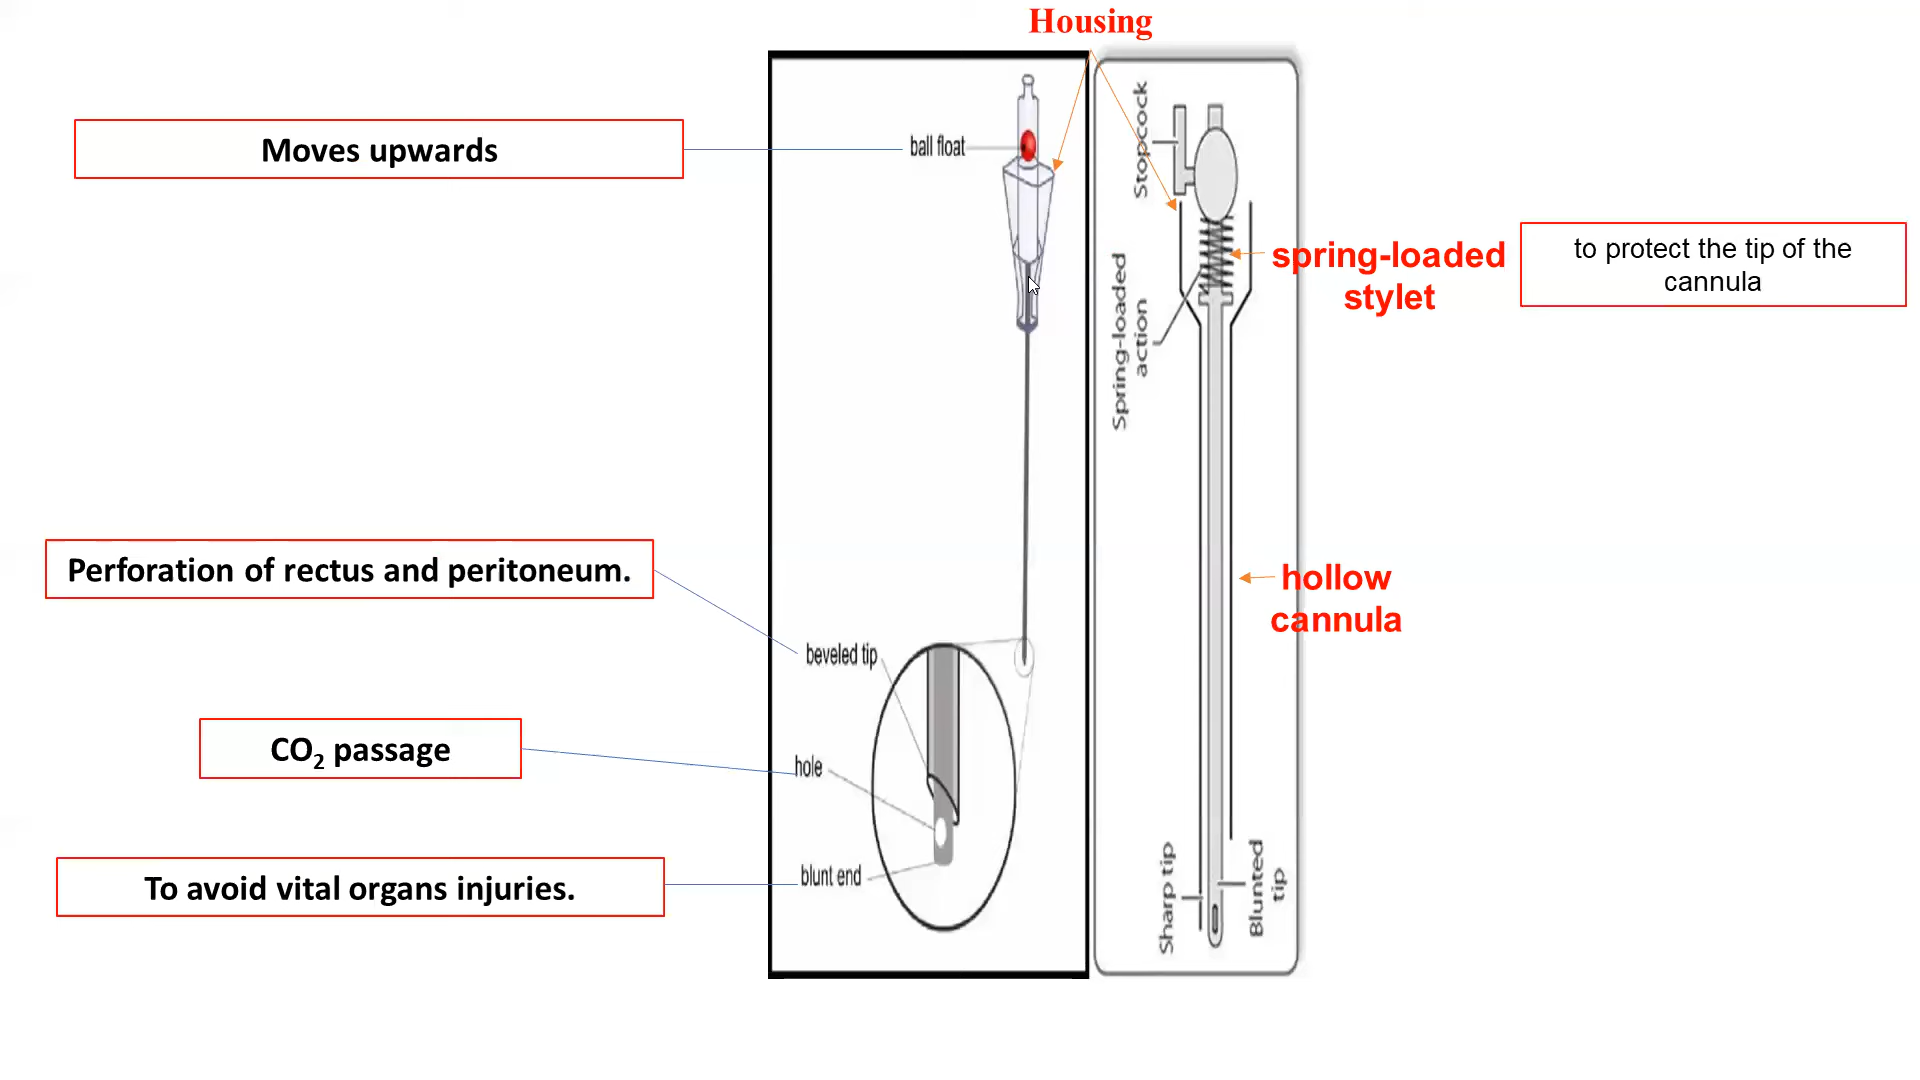 Housing
Moves upwards
ball float
Stopcock
spring-loaded
stylet
to protect the tip of the
cannula
Spring-loaded
action
Perforation of rectus and peritoneum.
hollow
cannula
beveled tip
CO₂ passage
hole
To avoid vital organs injuries.
blunt end
Sharp tip
Blunted
tip